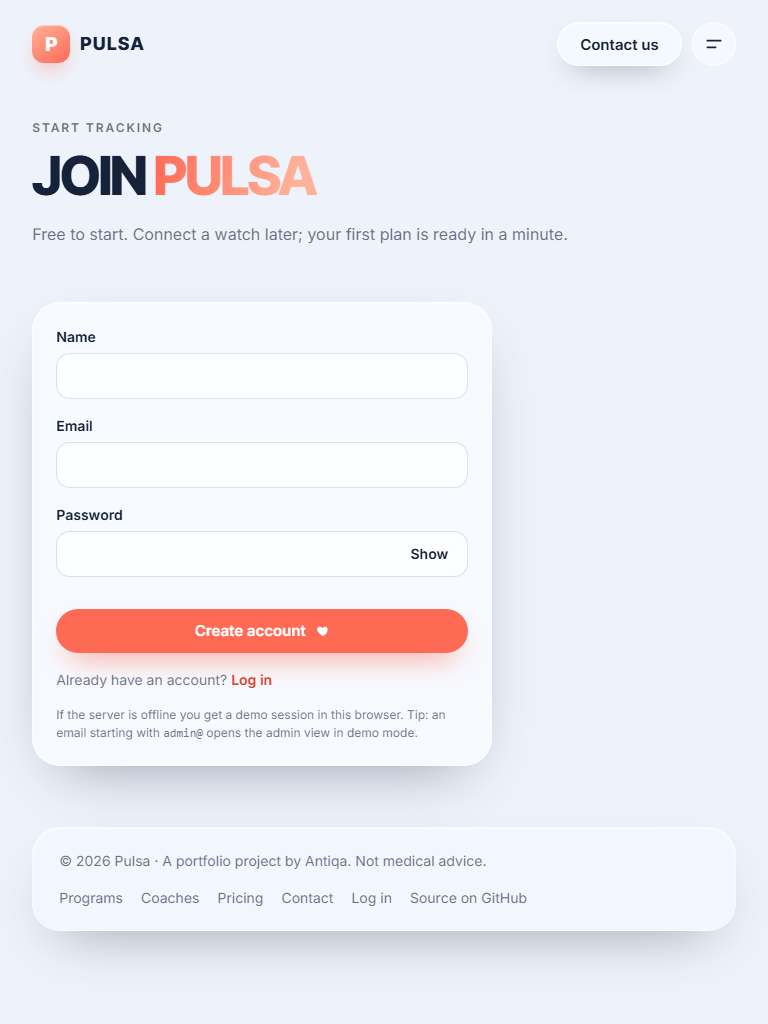 P PULSA
Contact us
START TRACKING
JOIN PULSA
Free to start. Connect a watch later; your first plan is ready in a minute.
Name
Email
Password
Show
Create account
Already have an account? Log in
If the server is offline you get a demo session in this browser. Tip: an
email starting with admin@ opens the admin view in demo mode.
© 2026 Pulsa · A portfolio project by Antiqa. Not medical advice.
Programs Coaches Pricing Contact Log in Source on GitHub